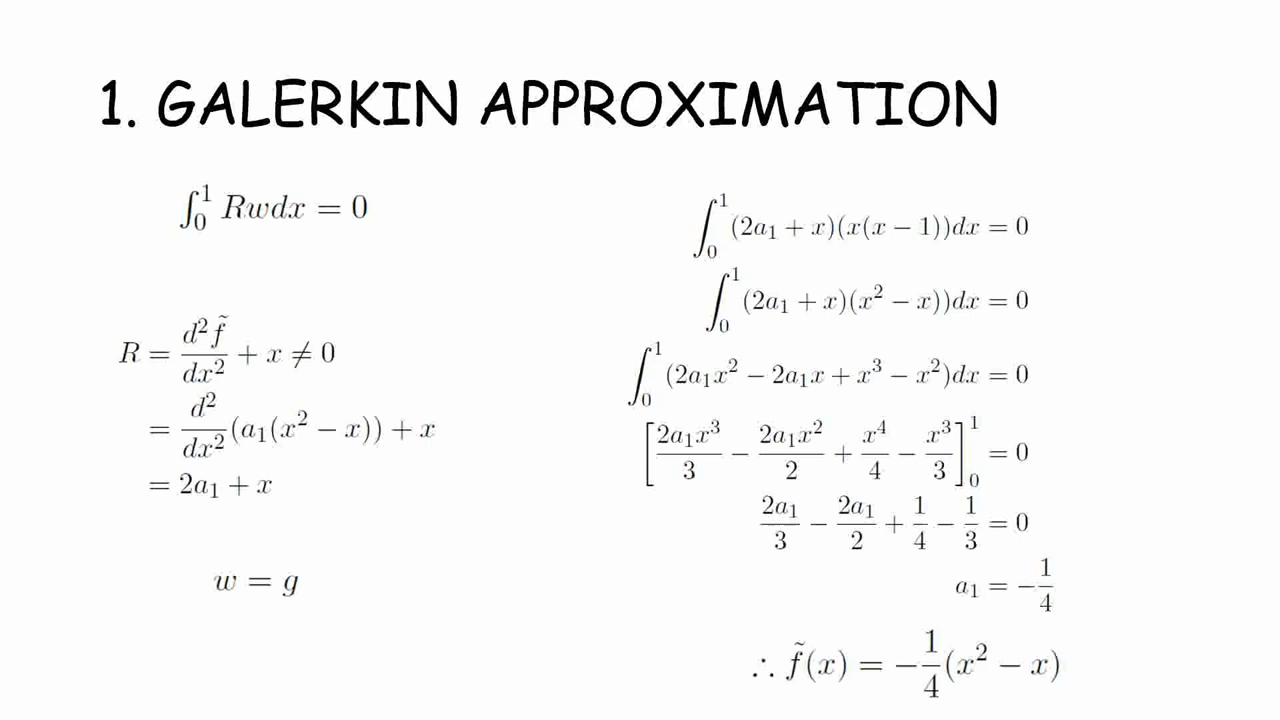 1. GALERKIN APPROXIMATION
∫₀¹ Rwdx = 0
R = d²f̃/dx² + x ≠ 0
= d²/dx² (a₁(x² − x)) + x
= 2a₁ + x
w = g
∫₀¹ (2a₁ + x)(x(x − 1))dx = 0
∫₀¹ (2a₁ + x)(x² − x))dx = 0
∫₀¹ (2a₁x² − 2a₁x + x³ − x²)dx = 0
[2a₁x³/3 − 2a₁x²/2 + x⁴/4 − x³/3]₀¹ = 0
2a₁/3 − 2a₁/2 + 1/4 − 1/3 = 0
a₁ = −1/4
∴ f̃(x) = −1/4(x² − x)